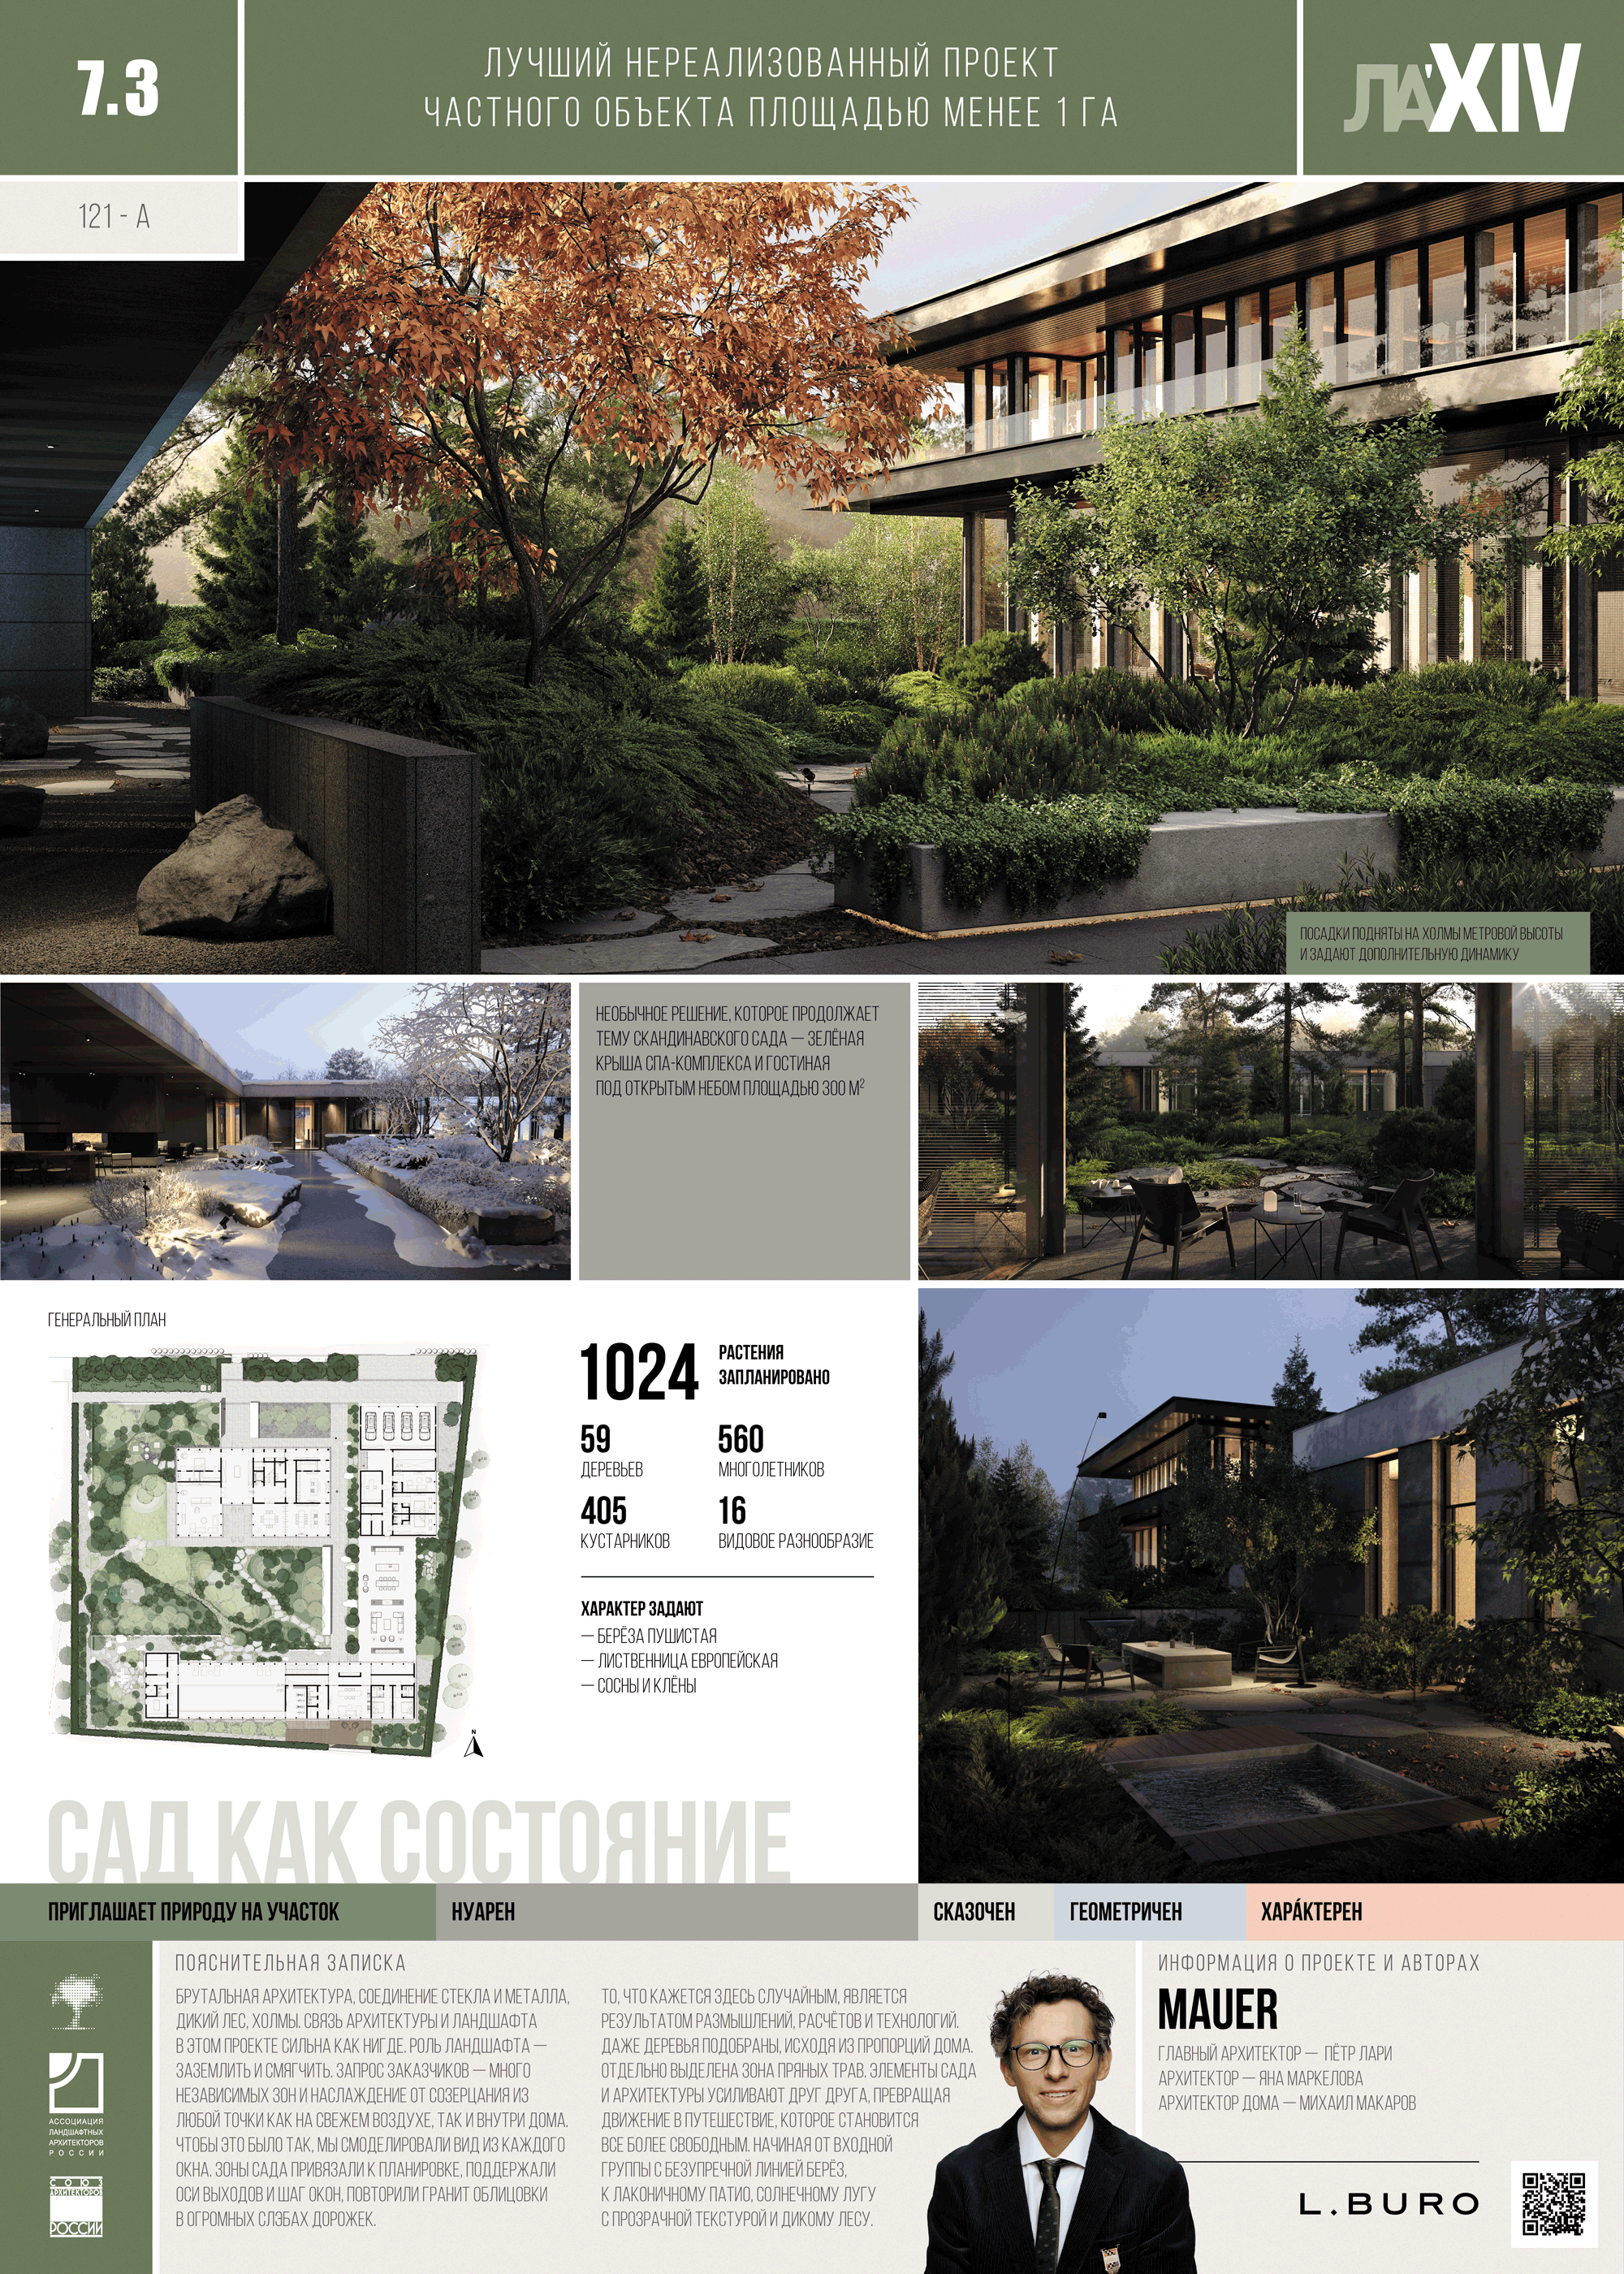 7.3
ЛУЧШИЙ НЕРЕАЛИЗОВАННЫЙ ПРОЕКТ
ЧАСТНОГО ОБЪЕКТА ПЛОЩАДЬЮ МЕНЕЕ 1 ГА
ЛА'XIV
121 - А
ПОСАДКИ ПОДНЯТЫ НА ХОЛМЫ МЕТРОВОЙ ВЫСОТЫ
И ЗАДАЮТ ДОПОЛНИТЕЛЬНУЮ ДИНАМИКУ
НЕОБЫЧНОЕ РЕШЕНИЕ, КОТОРОЕ ПРОДОЛЖАЕТ
ТЕМУ СКАНДИНАВСКОГО САДА — ЗЕЛЁНАЯ
КРЫША СПА-КОМПЛЕКСА И ГОСТИНАЯ
ПОД ОТКРЫТЫМ НЕБОМ ПЛОЩАДЬЮ 300 М²
ГЕНЕРАЛЬНЫЙ ПЛАН
N
1024
РАСТЕНИЯ
ЗАПЛАНИРОВАНО
59
ДЕРЕВЬЕВ
560
МНОГОЛЕТНИКОВ
405
КУСТАРНИКОВ
16
ВИДОВОЕ РАЗНООБРАЗИЕ
ХАРАКТЕР ЗАДАЮТ
— БЕРЁЗА ПУШИСТАЯ
— ЛИСТВЕННИЦА ЕВРОПЕЙСКАЯ
— СОСНЫ И КЛЁНЫ
САД КАК СОСТОЯНИЕ
ПРИГЛАШАЕТ ПРИРОДУ НА УЧАСТОК
НУАРЕН
СКАЗОЧЕН
ГЕОМЕТРИЧЕН
ХАРА́КТЕРЕН
ПОЯСНИТЕЛЬНАЯ ЗАПИСКА
БРУТАЛЬНАЯ АРХИТЕКТУРА, СОЕДИНЕНИЕ СТЕКЛА И МЕТАЛЛА,
ДИКИЙ ЛЕС, ХОЛМЫ. СВЯЗЬ АРХИТЕКТУРЫ И ЛАНДШАФТА
В ЭТОМ ПРОЕКТЕ СИЛЬНА КАК НИГДЕ. РОЛЬ ЛАНДШАФТА —
ЗАЗЕМЛИТЬ И СМЯГЧИТЬ. ЗАПРОС ЗАКАЗЧИКОВ — МНОГО
НЕЗАВИСИМЫХ ЗОН И НАСЛАЖДЕНИЕ ОТ СОЗЕРЦАНИЯ ИЗ
ЛЮБОЙ ТОЧКИ КАК НА СВЕЖЕМ ВОЗДУХЕ, ТАК И ВНУТРИ ДОМА.
ЧТОБЫ ЭТО БЫЛО ТАК, МЫ СМОДЕЛИРОВАЛИ ВИД ИЗ КАЖДОГО
ОКНА. ЗОНЫ САДА ПРИВЯЗАЛИ К ПЛАНИРОВКЕ, ПОДДЕРЖАЛИ
ОСИ ВЫХОДОВ И ШАГ ОКОН, ПОВТОРИЛИ ГРАНИТ ОБЛИЦОВКИ
В ОГРОМНЫХ СЛЭБАХ ДОРОЖЕК.
ТО, ЧТО КАЖЕТСЯ ЗДЕСЬ СЛУЧАЙНЫМ, ЯВЛЯЕТСЯ
РЕЗУЛЬТАТОМ РАЗМЫШЛЕНИЙ, РАСЧЁТОВ И ТЕХНОЛОГИЙ.
ДАЖЕ ДЕРЕВЬЯ ПОДОБРАНЫ, ИСХОДЯ ИЗ ПРОПОРЦИЙ ДОМА.
ОТДЕЛЬНО ВЫДЕЛЕНА ЗОНА ПРЯНЫХ ТРАВ. ЭЛЕМЕНТЫ САДА
И АРХИТЕКТУРЫ УСИЛИВАЮТ ДРУГ ДРУГА, ПРЕВРАЩАЯ
ДВИЖЕНИЕ В ПУТЕШЕСТВИЕ, КОТОРОЕ СТАНОВИТСЯ
ВСЕ БОЛЕЕ СВОБОДНЫМ. НАЧИНАЯ ОТ ВХОДНОЙ
ГРУППЫ С БЕЗУПРЕЧНОЙ ЛИНИЕЙ БЕРЁЗ,
К ЛАКОНИЧНОМУ ПАТИО, СОЛНЕЧНОМУ ЛУГУ
С ПРОЗРАЧНОЙ ТЕКСТУРОЙ И ДИКОМУ ЛЕСУ.
ИНФОРМАЦИЯ О ПРОЕКТЕ И АВТОРАХ
MAUER
ГЛАВНЫЙ АРХИТЕКТОР — ПЁТР ЛАРИ
АРХИТЕКТОР — ЯНА МАРКЕЛОВА
АРХИТЕКТОР ДОМА — МИХАИЛ МАКАРОВ
L.BURO
АССОЦИАЦИЯ
ЛАНДШАФТНЫХ
АРХИТЕКТОРОВ
РОССИИ
СОЮЗ
АРХИТЕКТОРОВ
РОССИИ